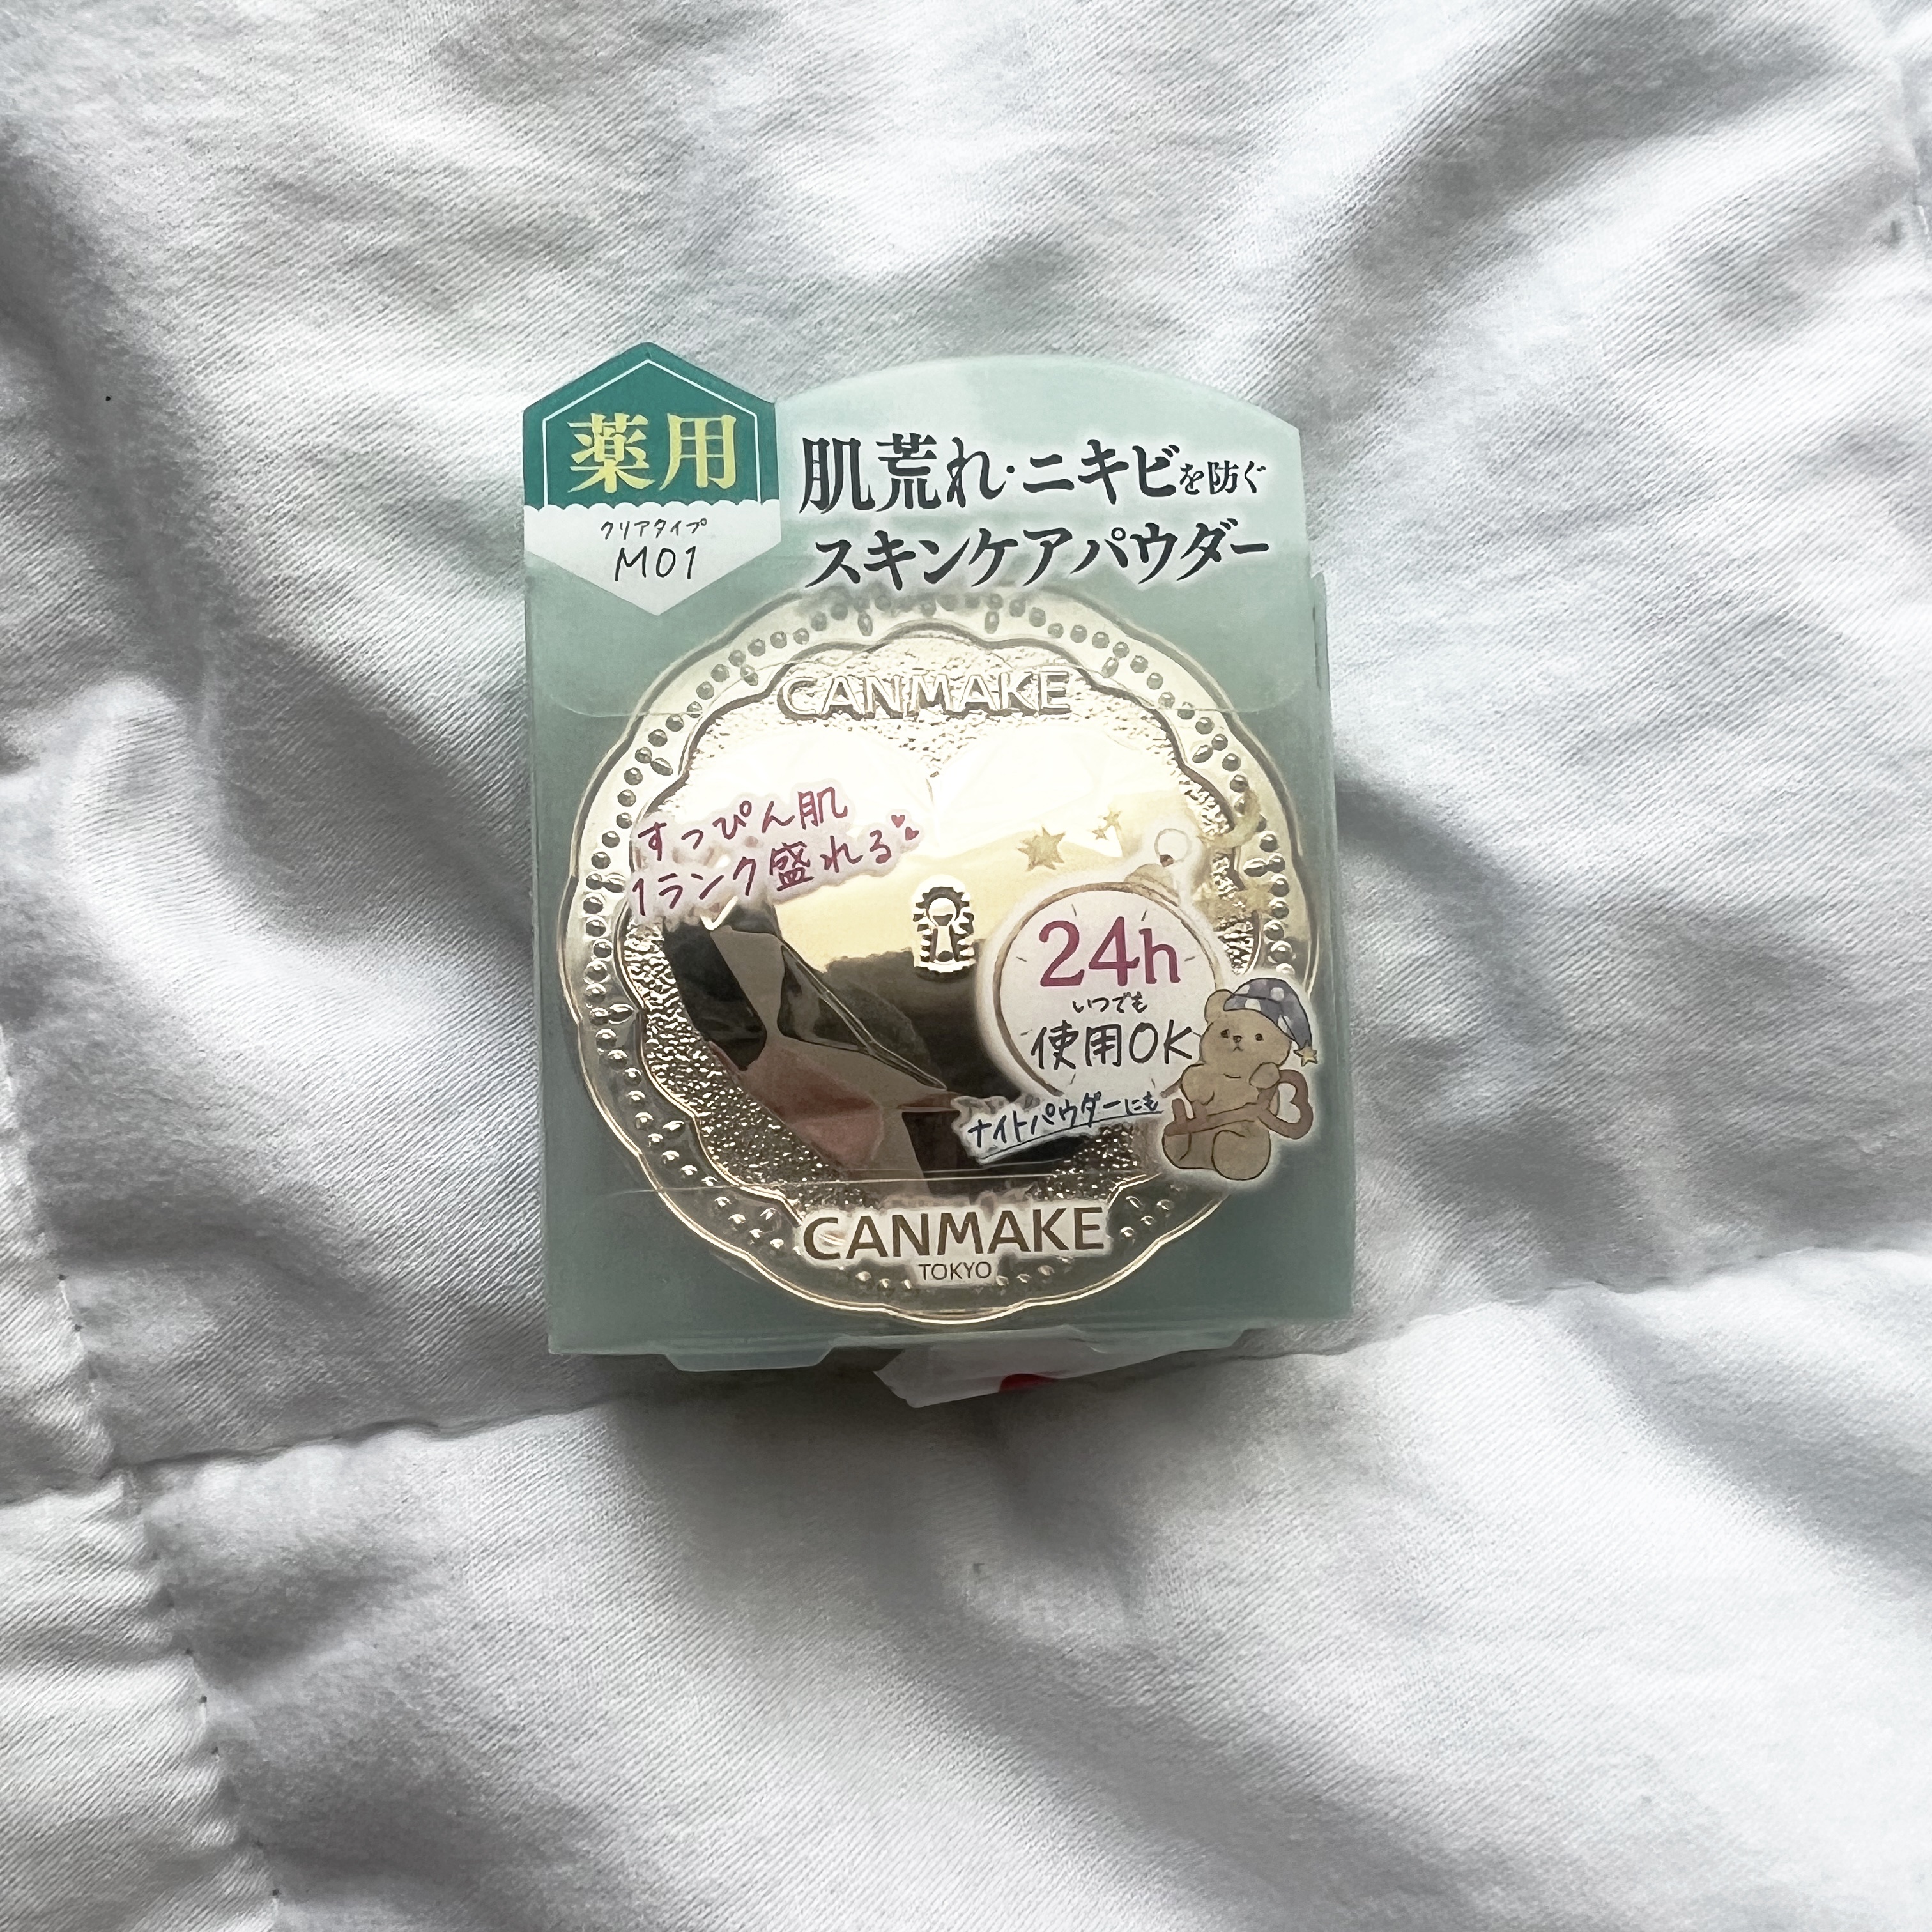 薬用
クリアタイプ
M01
肌荒れ・ニキビを防ぐ
スキンケアパウダー
CANMAKE
すっぴん肌
1ランク盛れる
24h
いつでも
使用OK
ナイトパウダーにも
CANMAKE
TOKYO